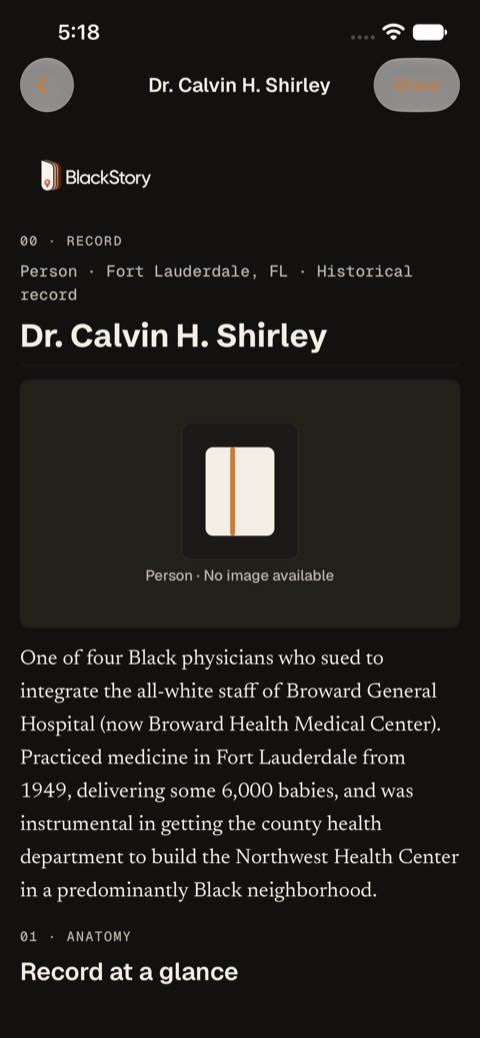 5:18
Dr. Calvin H. Shirley
Share
BlackStory
00 · RECORD
Person · Fort Lauderdale, FL · Historical
record
Dr. Calvin H. Shirley
Person · No image available
One of four Black physicians who sued to
integrate the all-white staff of Broward General
Hospital (now Broward Health Medical Center).
Practiced medicine in Fort Lauderdale from
1949, delivering some 6,000 babies, and was
instrumental in getting the county health
department to build the Northwest Health Center
in a predominantly Black neighborhood.
01 · ANATOMY
Record at a glance